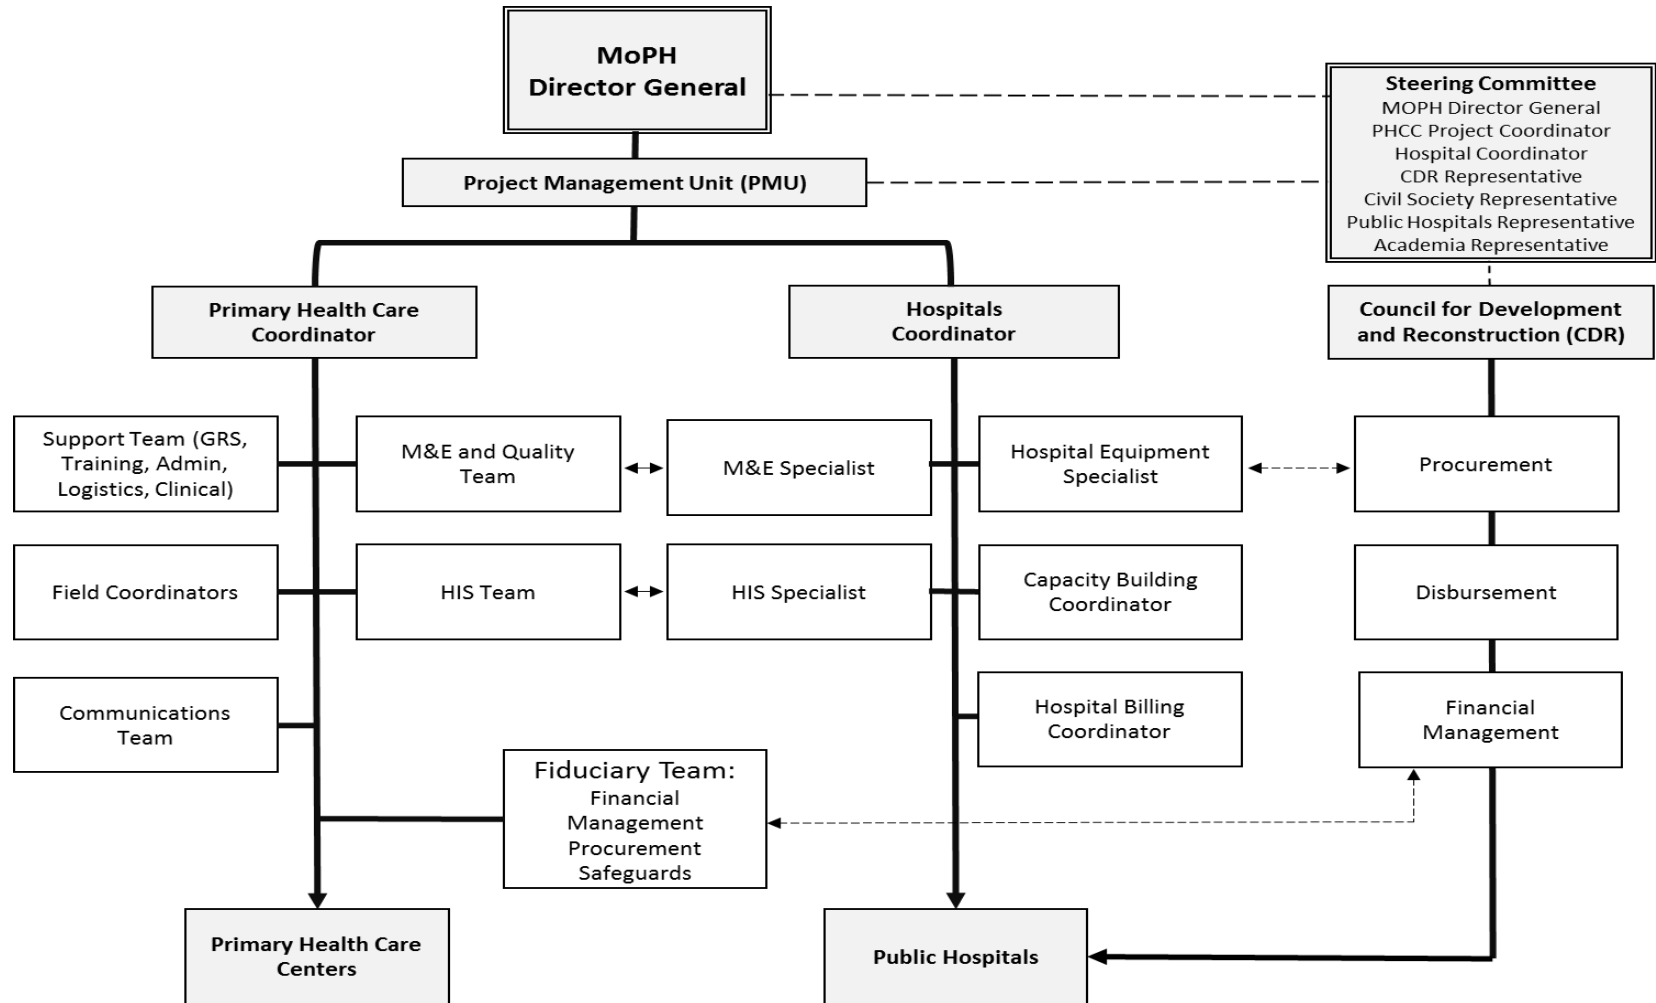 MoPH
Director General
Steering Committee
MOPH Director General
PHCC Project Coordinator
Hospital Coordinator
CDR Representative
Civil Society Representative
Public Hospitals Representative
Academia Representative
Project Management Unit (PMU)
Primary Health Care
Coordinator
Hospitals
Coordinator
Council for Development
and Reconstruction (CDR)
Support Team (GRS,
Training, Admin,
Logistics, Clinical)
M&E and Quality
Team
M&E Specialist
Hospital Equipment
Specialist
Procurement
Field Coordinators
HIS Team
HIS Specialist
Capacity Building
Coordinator
Disbursement
Communications
Team
Hospital Billing
Coordinator
Financial
Management
Fiduciary Team:
Financial
Management
Procurement
Safeguards
Primary Health Care
Centers
Public Hospitals